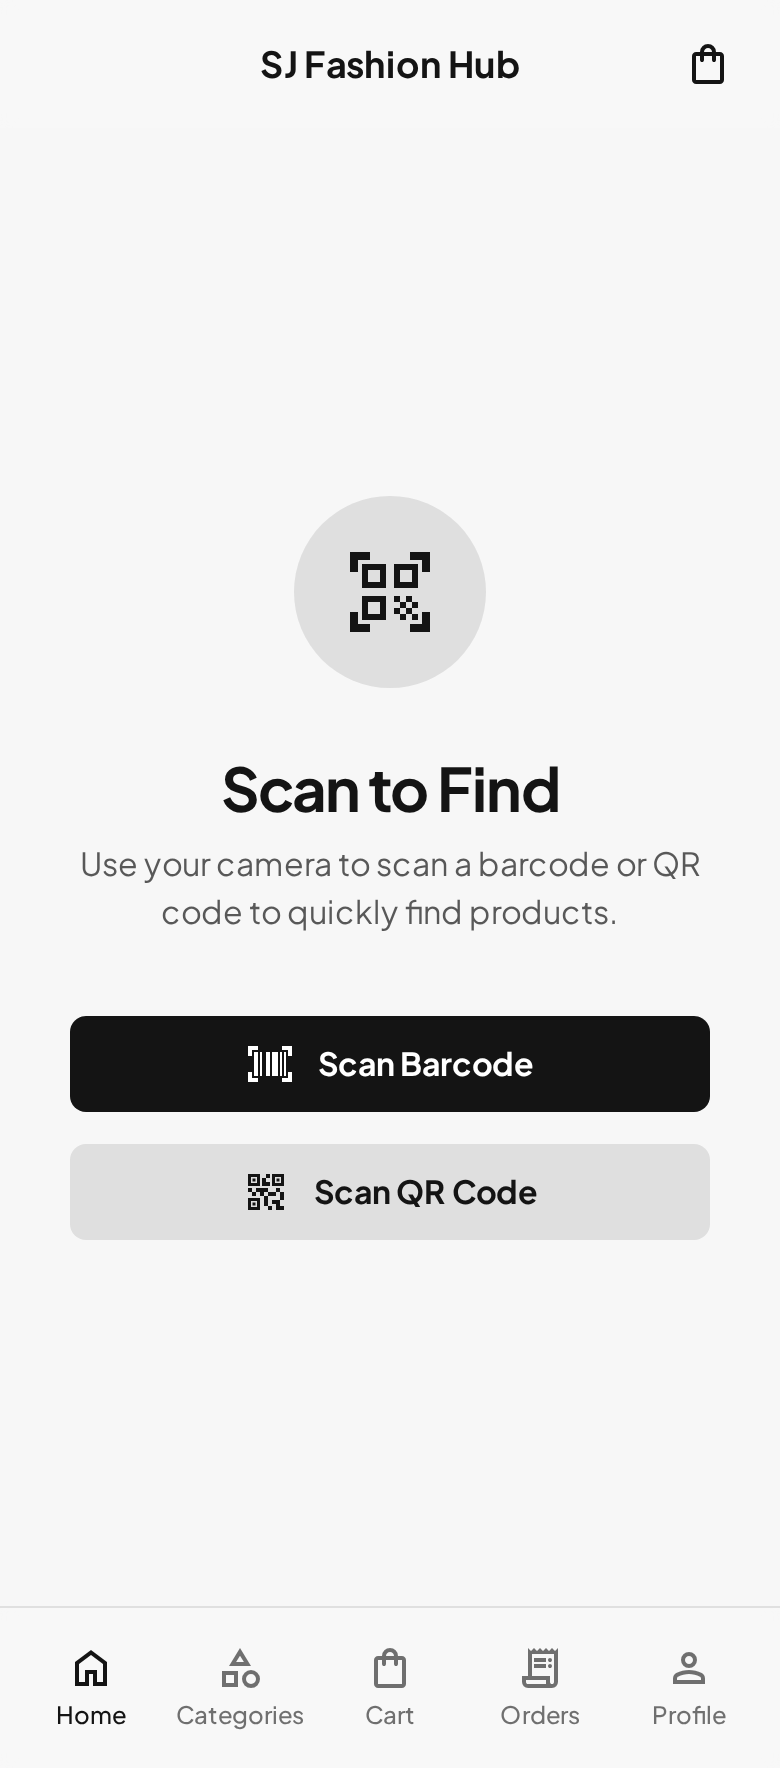 SJ Fashion Hub
Scan to Find
Use your camera to scan a barcode or QR
code to quickly find products.
Scan Barcode
Scan QR Code
Home
Categories
Cart
Orders
Profile